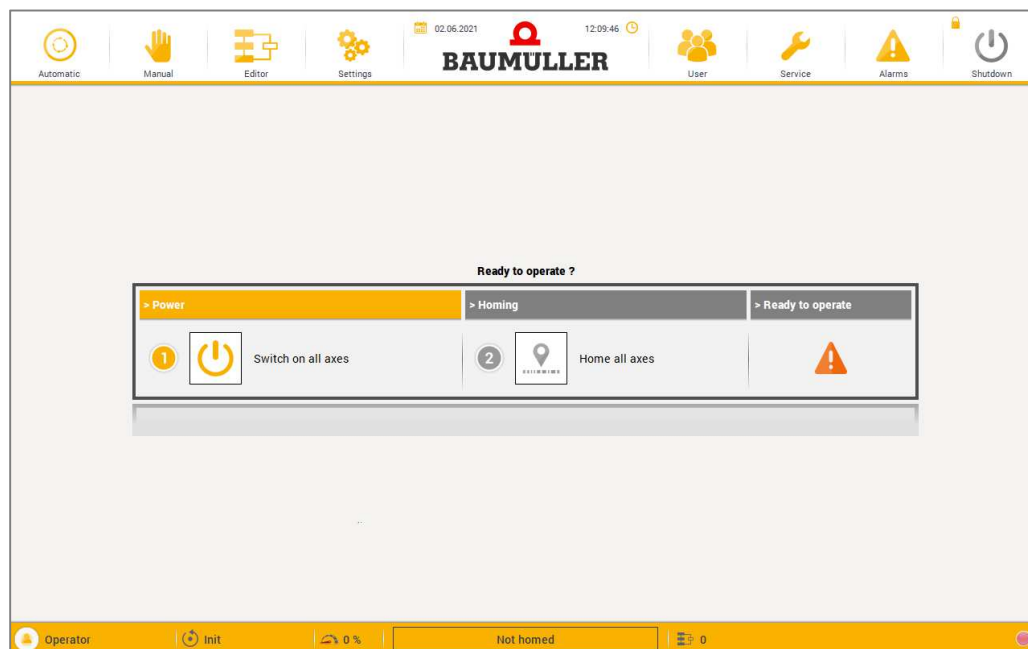 02.06.2021
12:09:46
BAUMÜLLER
Automatic
Manual
Editor
Settings
User
Service
Alarms
Shutdown
Ready to operate ?
> Power
> Homing
> Ready to operate
1
Switch on all axes
2
Home all axes
Operator
Init
0 %
Not homed
0